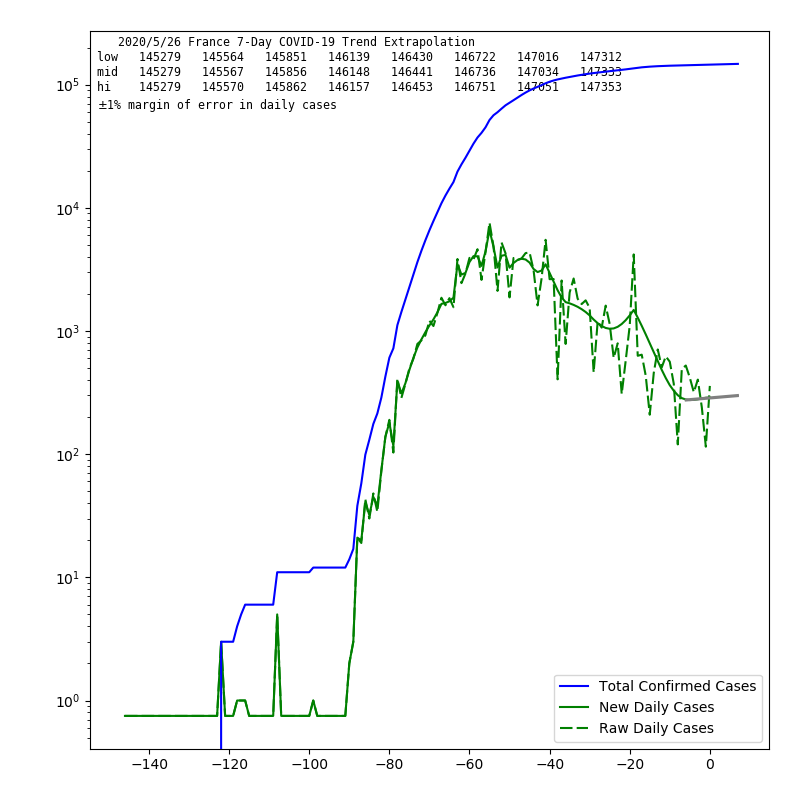 2020/5/26 France 7-Day COVID-19 Trend Extrapolation
low 145279 145564 145851 146139 146430 146722 147016 147312
mid 145279 145567 145856 146148 146441 146736 147034 147333
hi 145279 145570 145862 146157 146453 146751 147051 147353
±1% margin of error in daily cases
10⁵
10⁴
10³
10²
10¹
10⁰
Total Confirmed Cases
New Daily Cases
Raw Daily Cases
−140 −120 −100 −80 −60 −40 −20 0